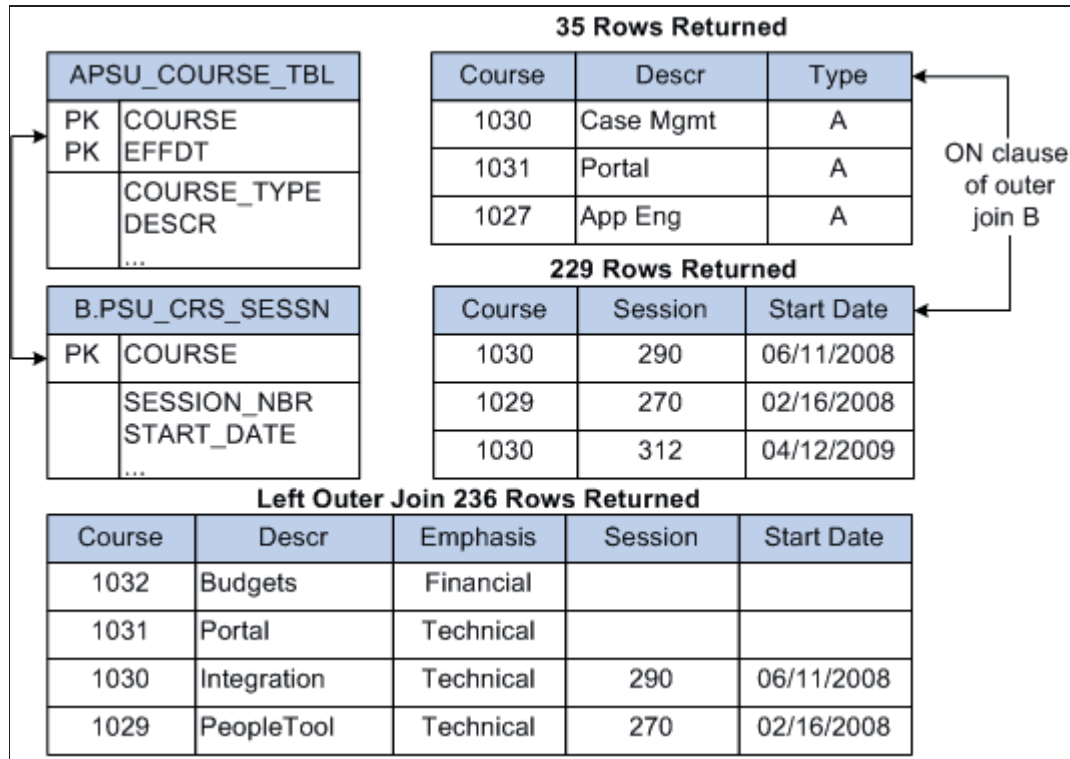 35 Rows Returned
APSU_COURSE_TBL
PK COURSE
PK EFFDT
COURSE_TYPE
DESCR
...
Course Descr Type
1030 Case Mgmt A
1031 Portal A
1027 App Eng A
ON clause
of outer
join B
229 Rows Returned
B.PSU_CRS_SESSN
PK COURSE
SESSION_NBR
START_DATE
...
Course Session Start Date
1030 290 06/11/2008
1029 270 02/16/2008
1030 312 04/12/2009
Left Outer Join 236 Rows Returned
Course Descr Emphasis Session Start Date
1032 Budgets Financial
1031 Portal Technical
1030 Integration Technical 290 06/11/2008
1029 PeopleTool Technical 270 02/16/2008